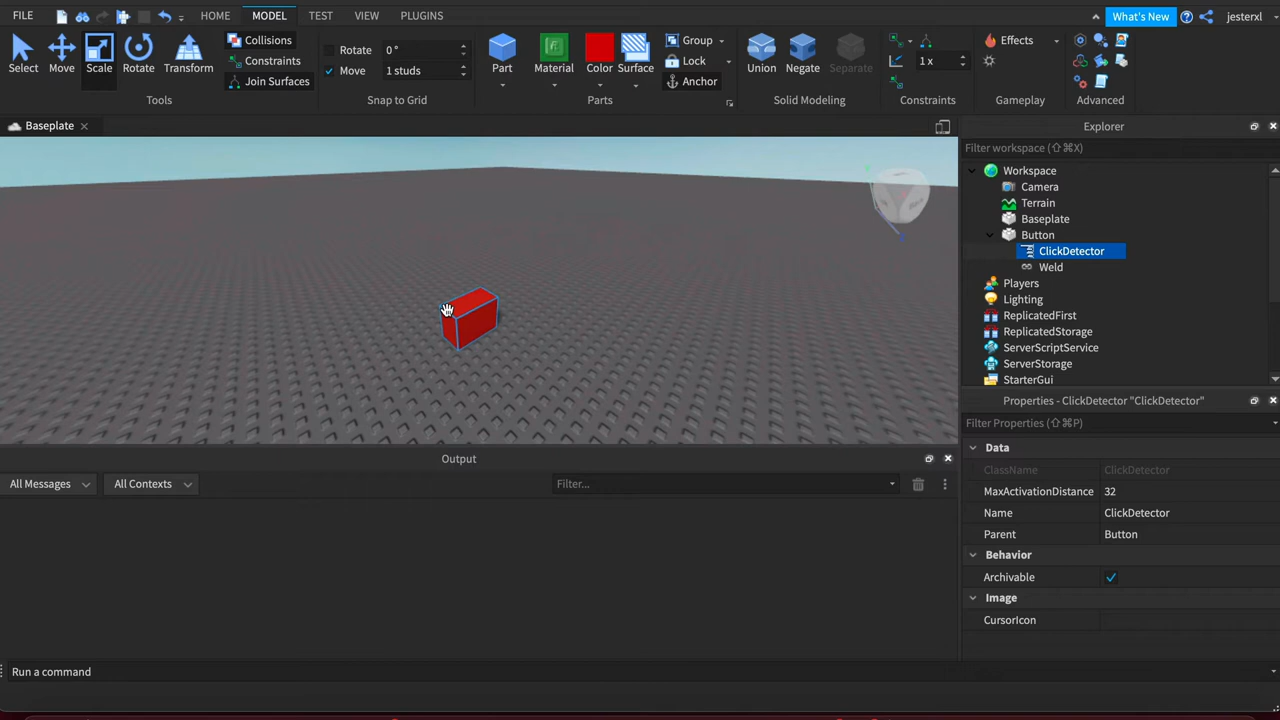 FILE HOME MODEL TEST VIEW PLUGINS What's New jesterxl
Select Move Scale Rotate Transform
Collisions
Constraints
Join Surfaces
Tools
Rotate 0 °
Move 1 studs
Snap to Grid
Part Material Color Surface
Group
Lock
Anchor
Parts
Union Negate Separate
Solid Modeling
1 x
Constraints
Effects
Gameplay
Advanced
Baseplate
Explorer
Filter workspace (⇧⌘X)
Workspace
Camera
Terrain
Baseplate
Button
ClickDetector
Weld
Players
Lighting
ReplicatedFirst
ReplicatedStorage
ServerScriptService
ServerStorage
StarterGui
Properties - ClickDetector "ClickDetector"
Filter Properties (⇧⌘P)
Data
ClassName ClickDetector
MaxActivationDistance 32
Name ClickDetector
Parent Button
Behavior
Archivable
Image
CursorIcon
Output
All Messages All Contexts Filter...
Run a command